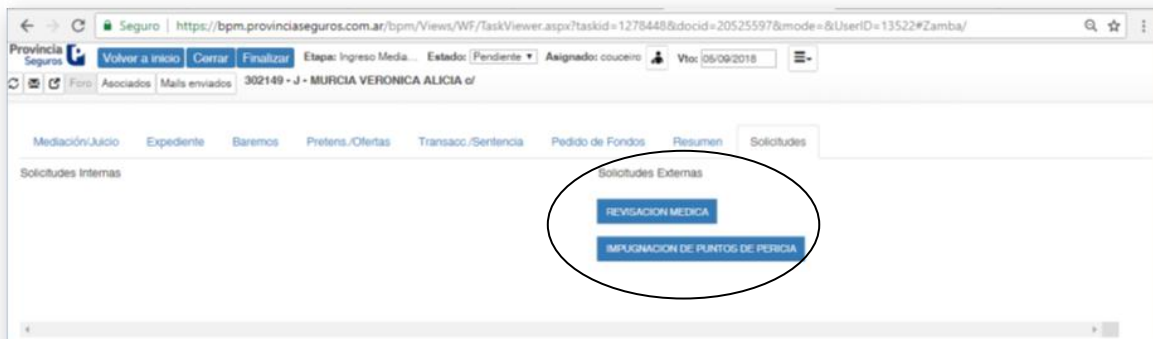 Seguro | https://bpm.provinciaseguros.com.ar/bpm/Views/WF/TaskViewer.aspx?taskid=1278448&docid=20525597&mode=&UserID=13522#Zamba/
Provincia Seguros Volver a inicio Cerrar Finalizar Etapa: Ingreso Media... Estado: Pendiente Asignado: couceiro Vto: 05/09/2018
Foro Asociados Mails enviados 302149 - J - MURCIA VERONICA ALICIA c/
Mediación/Juicio Expediente Baremos Pretens./Ofertas Transacc./Sentencia Pedido de Fondos Resumen Solicitudes
Solicitudes Internas Solicitudes Externas
REVISACION MEDICA
IMPUGNACION DE PUNTOS DE PERICIA